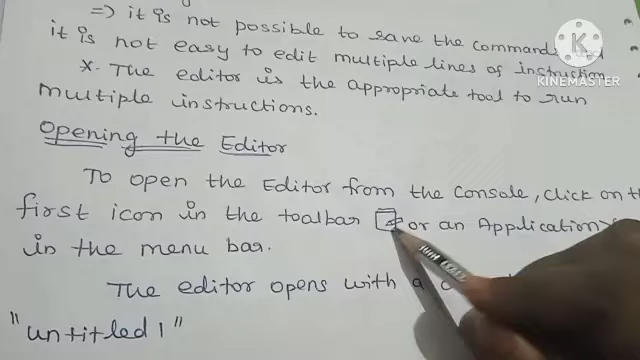 => it is not possible to save the commands and
it is not easy to edit multiple lines of instruction
* The editor is the appropriate tool to run
multiple instructions.
Opening the Editor
To open the Editor from the Console, click on th
first icon in the toolbar or an Application
in the menu bar.
The editor opens with a
"untitled 1"
KINEMASTER